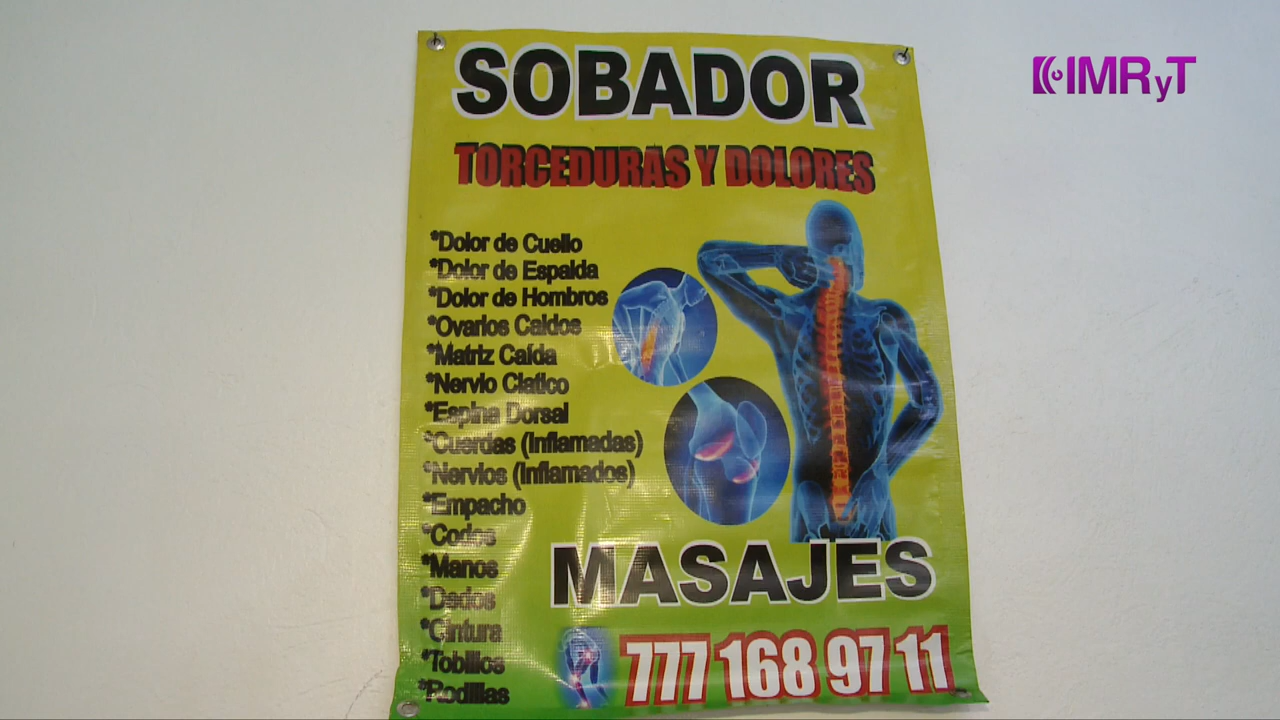 SOBADOR
IMRyT
TORCEDURAS Y DOLORES
*Dolor de Cuello
*Dolor de Espalda
*Dolor de Hombros
*Ovarios Caídos
*Matriz Caída
*Nervio Ciatico
*Espina Dorsal
*Cuerdas (Inflamadas)
*Nervios (Inflamados)
*Empacho
*Codos
*Manos
*Dedos
*Cintura
*Tobillos
*Rodillas
MASAJES
777 168 97 11